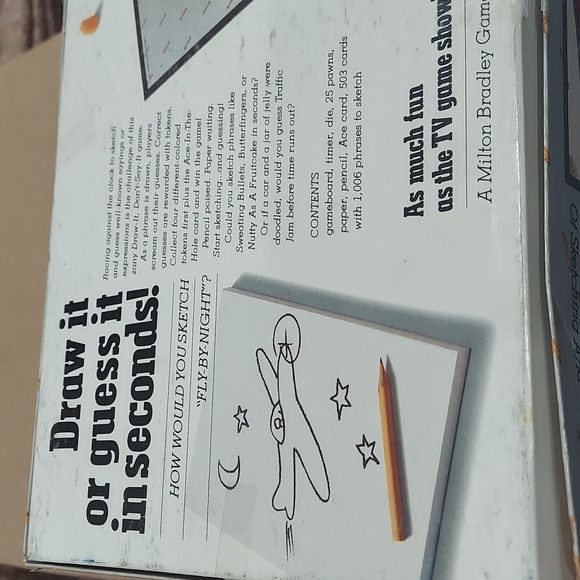 Draw it
or guess it
in seconds!
HOW WOULD YOU SKETCH
"FLY-BY-NIGHT"?
Racing against the clock to sketch
and guess well-known sayings or
expressions is the challenge of this
zany Draw-It, Don't-Say-It game.
As a phrase is drawn, players
scream out their guesses. Correct
guesses are rewarded with tokens.
Collect four different-colored
tokens first plus the Ace-In-The-
Hole card and win the game!
Pencil poised. Paper waiting.
Start sketching...and guessing!
Could you sketch phrases like
Sweating Bullets, Butterfingers, or
Nutty As A Fruitcake in seconds?
Or, if a car and a jar of jelly were
doodled, would you guess Traffic
Jam before time runs out?
CONTENTS
gameboard, timer, die, 25 pawns,
paper, pencil, Ace card, 503 cards
with 1,006 phrases to sketch
As much fun
as the TV game show
A Milton Bradley Game
Of Sketching